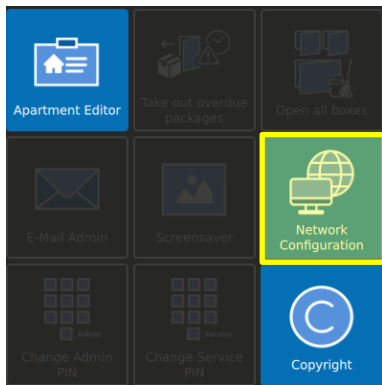 Apartment Editor
Take out overdue
packages
Open all boxes
E-Mail Admin
Screensaver
Network
Configuration
Admin
Change Admin
PIN
Service
Change Service
PIN
Copyright